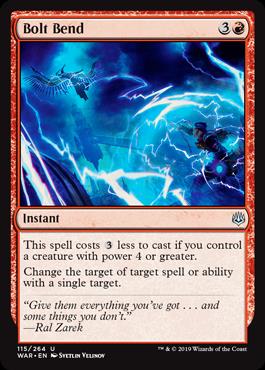 Bolt Bend 3
Instant
This spell costs 3 less to cast if you control
a creature with power 4 or greater.
Change the target of target spell or ability
with a single target.
“Give them everything you’ve got . . . and
some things you don’t.”
—Ral Zarek
115/264 U
WAR • EN SVETLIN VELINOV
™ & © 2019 Wizards of the Coast